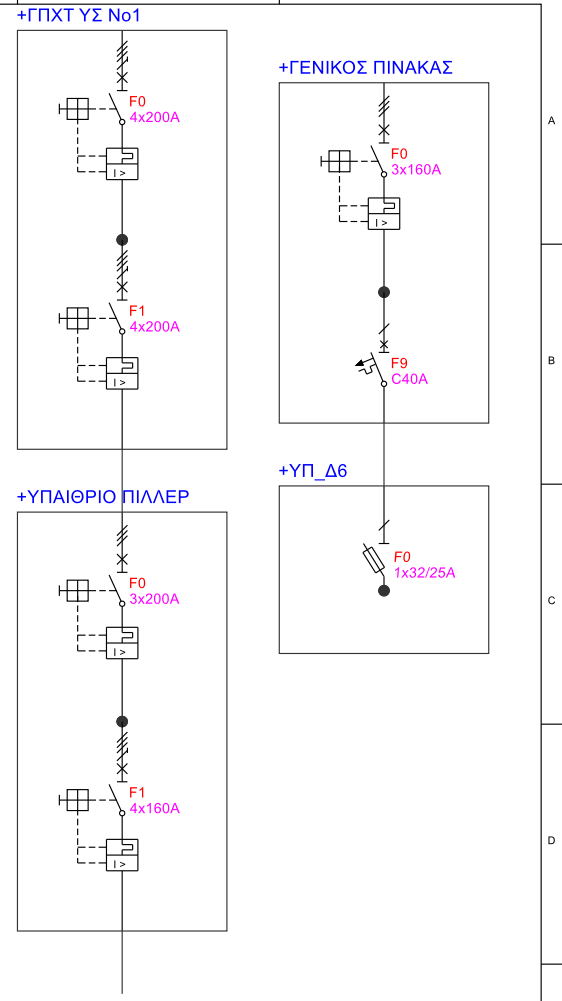 +ΓΠΧΤ ΥΣ Νο1
F0
4x200A
I >
F1
4x200A
I >
+ΥΠΑΙΘΡΙΟ ΠΙΛΛΕΡ
F0
3x200A
I >
F1
4x160A
I >
+ΓΕΝΙΚΟΣ ΠΙΝΑΚΑΣ
F0
3x160A
I >
F9
C40A
+ΥΠ_Δ6
F0
1x32/25A
A
B
C
D